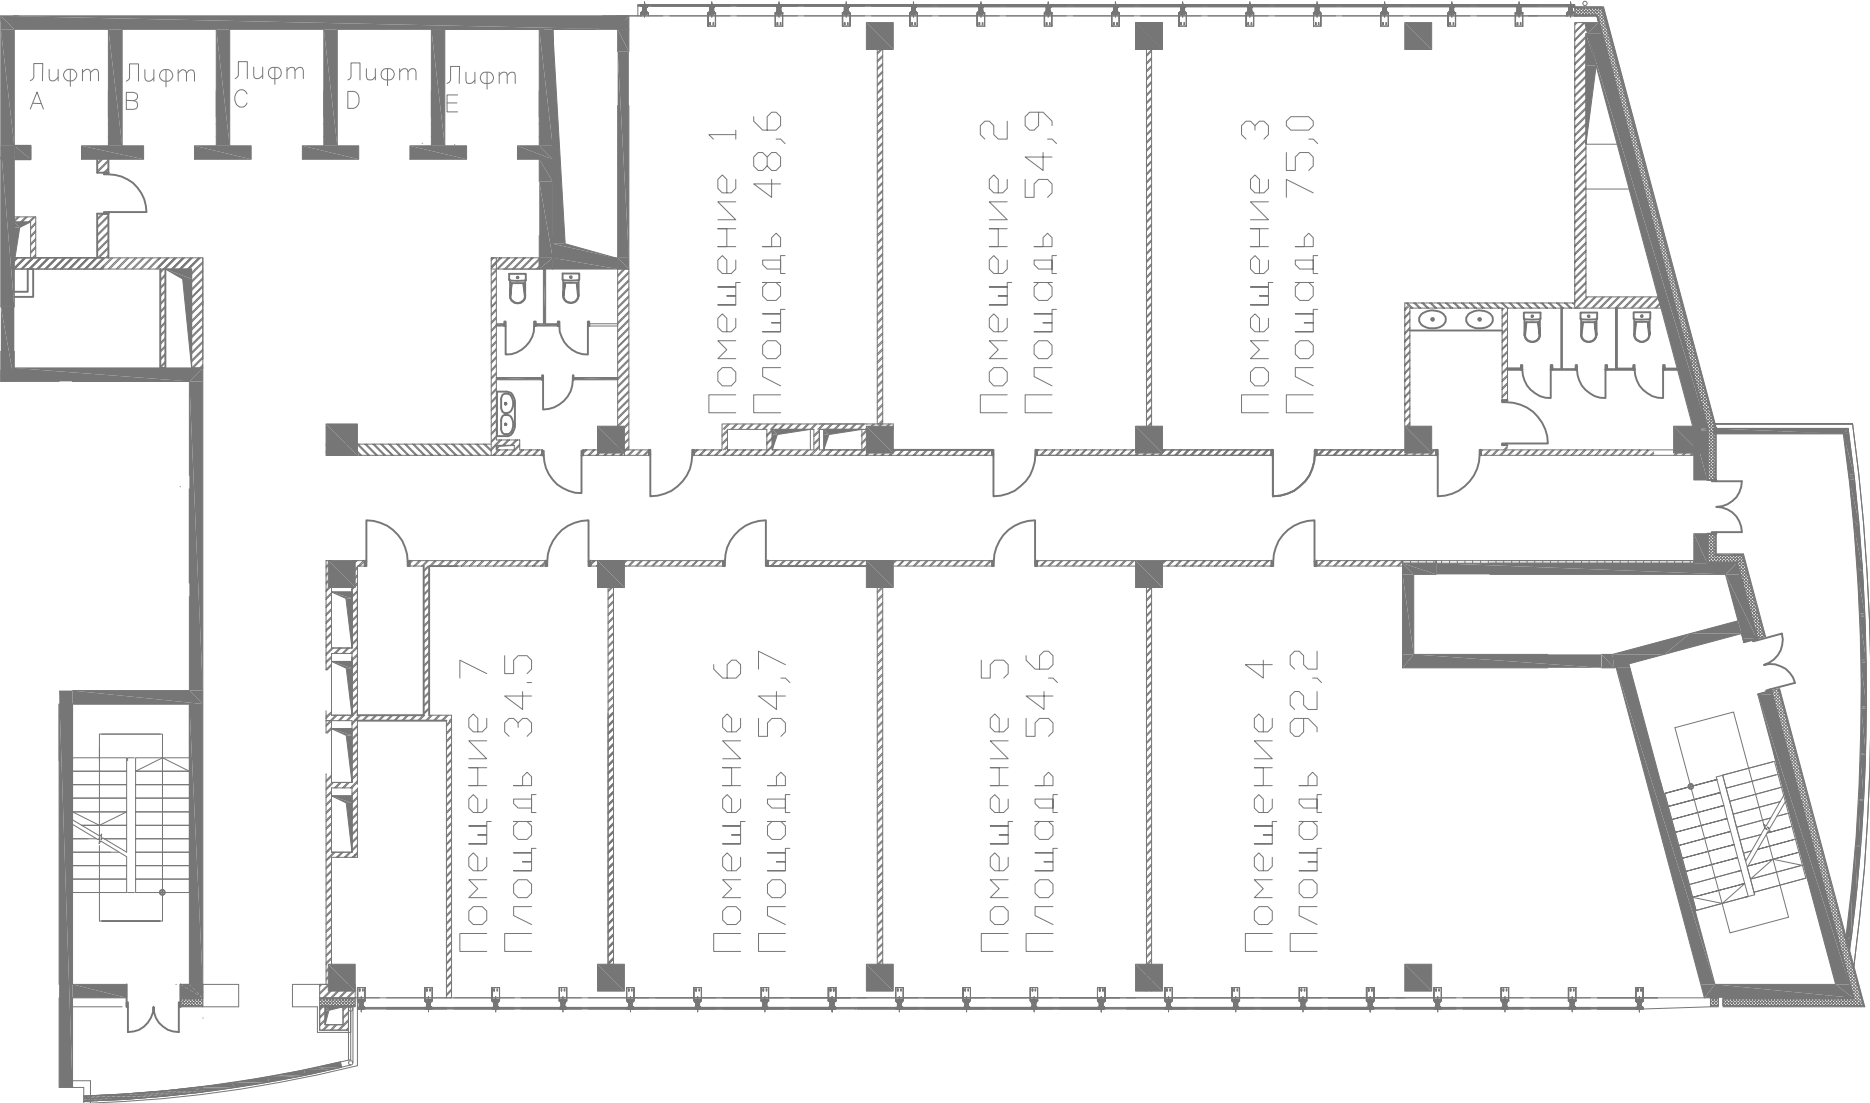 Лифт
A
Лифт
B
Лифт
C
Лифт
D
Лифт
E
Помещение 1
Площадь 48,6
Помещение 2
Площадь 54,9
Помещение 3
Площадь 75,0
Помещение 7
Площадь 34.5
Помещение 6
Площадь 54,7
Помещение 5
Площадь 54,6
Помещение 4
Площадь 92,2